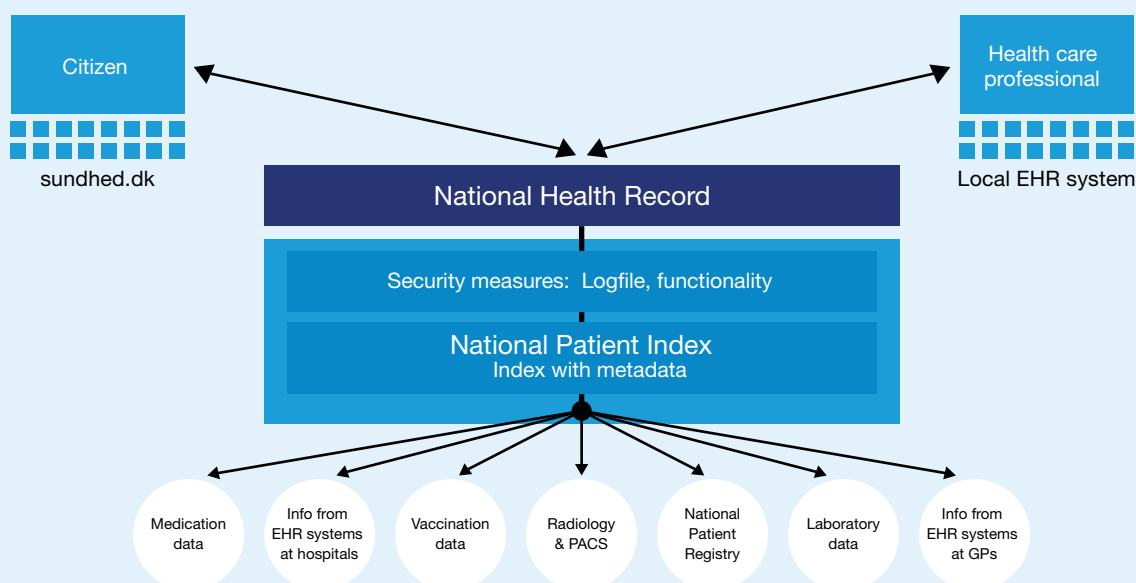 Citizen
sundhed.dk
Health care
professional
Local EHR system
National Health Record
Security measures: Logfile, functionality
National Patient Index
Index with metadata
Medication
data
Info from
EHR systems
at hospitals
Vaccination
data
Radiology
& PACS
National
Patient
Registry
Laboratory
data
Info from
EHR systems
at GPs